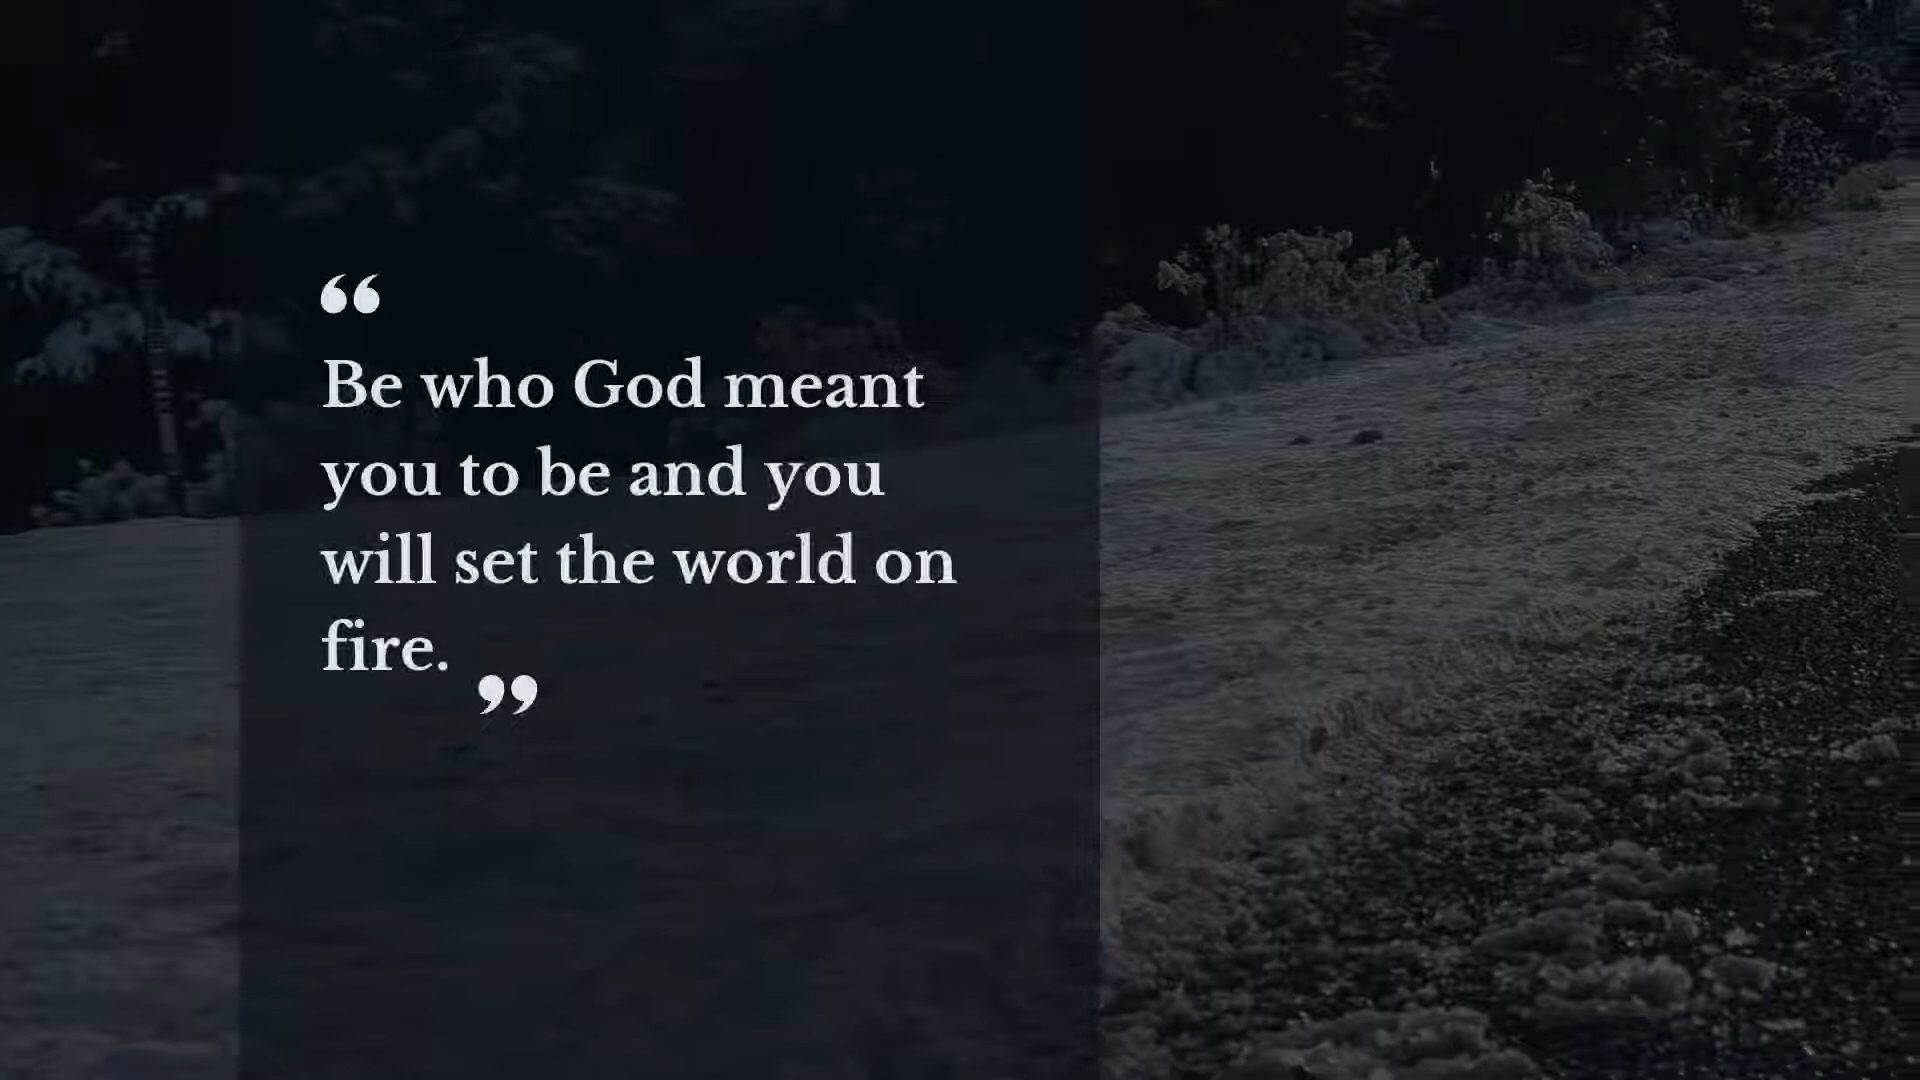 “
Be who God meant
you to be and you
will set the world on
fire.
”